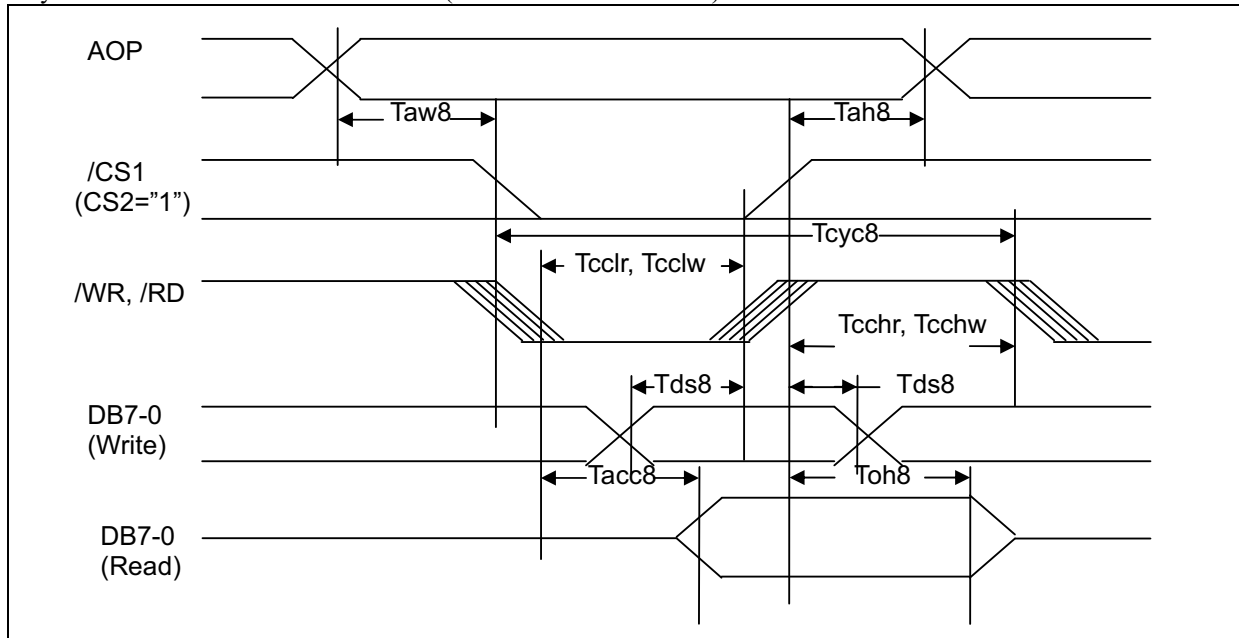 AOP
Taw8
Tah8
/CS1
(CS2="1")
Tcyc8
Tcclr, Tcclw
/WR, /RD
Tcchr, Tcchw
Tds8
Tds8
DB7-0
(Write)
Tacc8
Toh8
DB7-0
(Read)